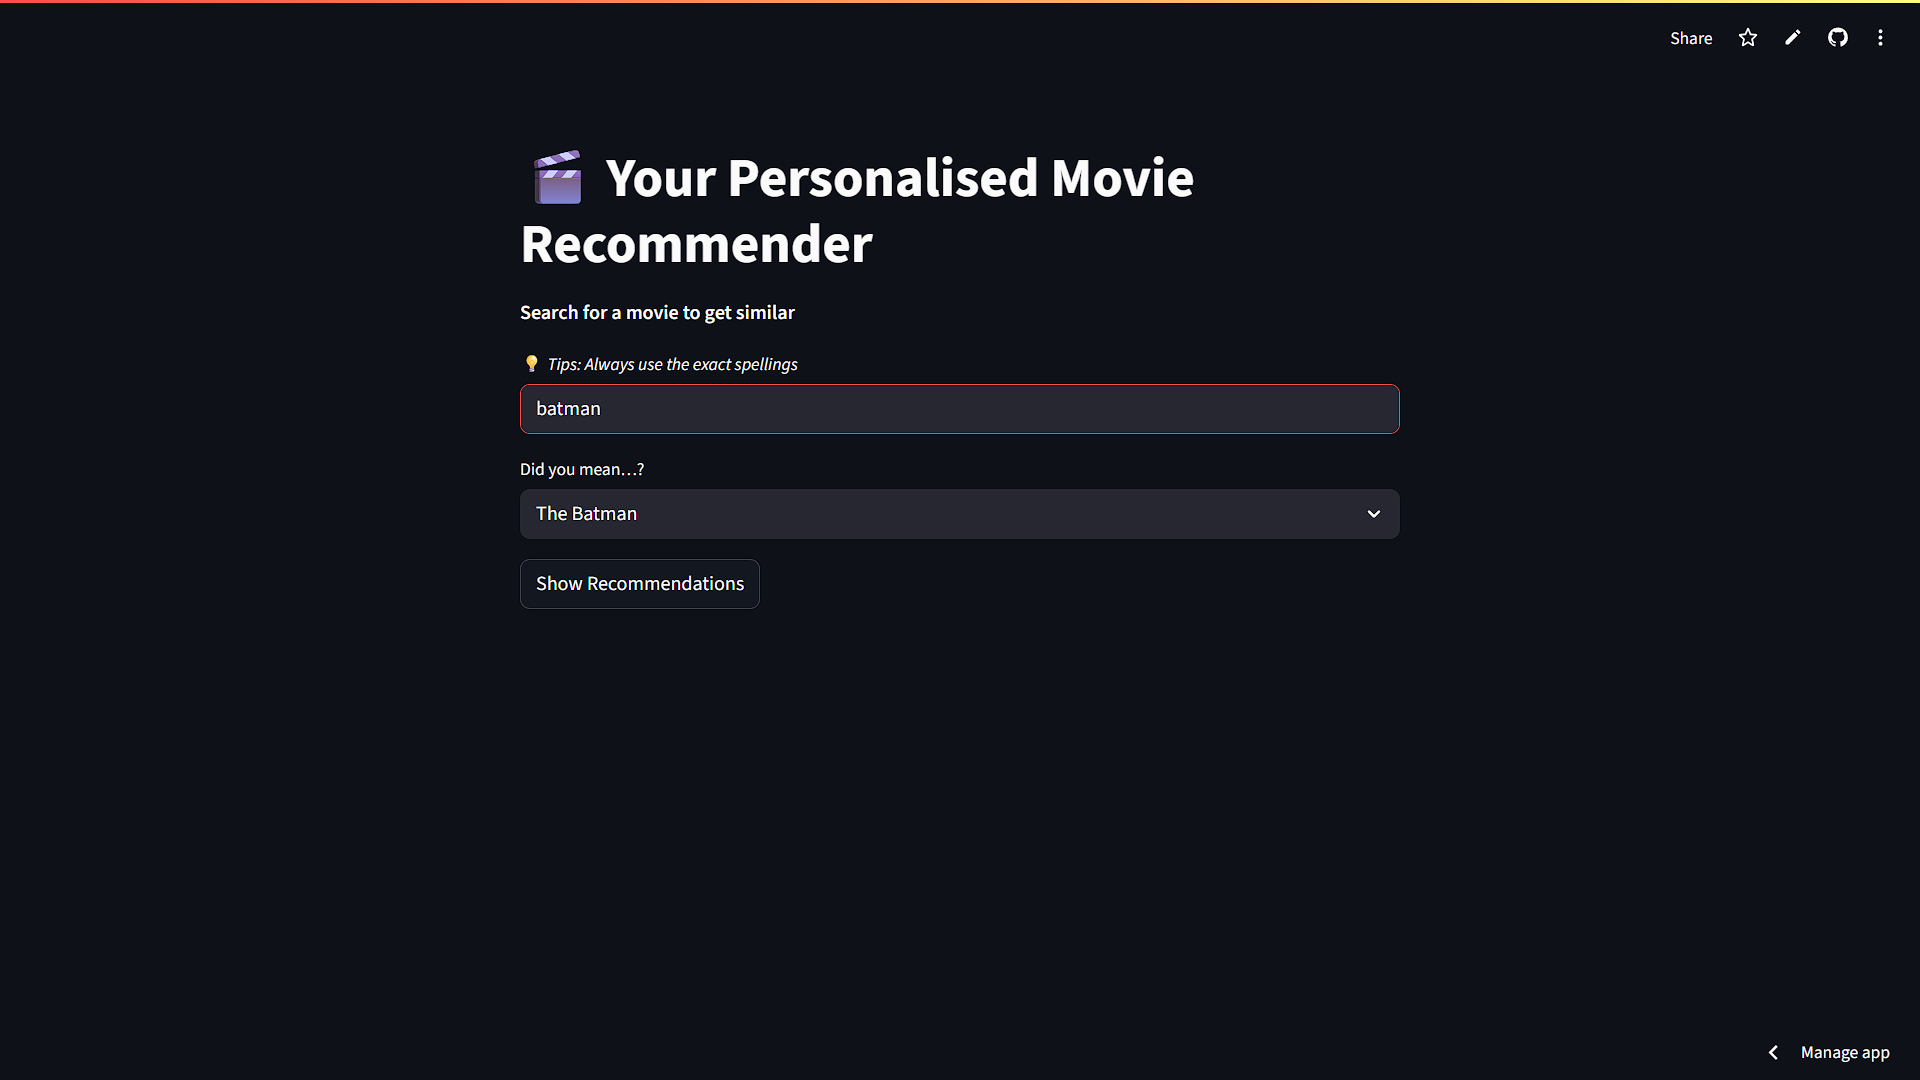 Share
Your Personalised Movie
Recommender
Search for a movie to get similar
Tips: Always use the exact spellings
batman
Did you mean...?
The Batman
Show Recommendations
Manage app